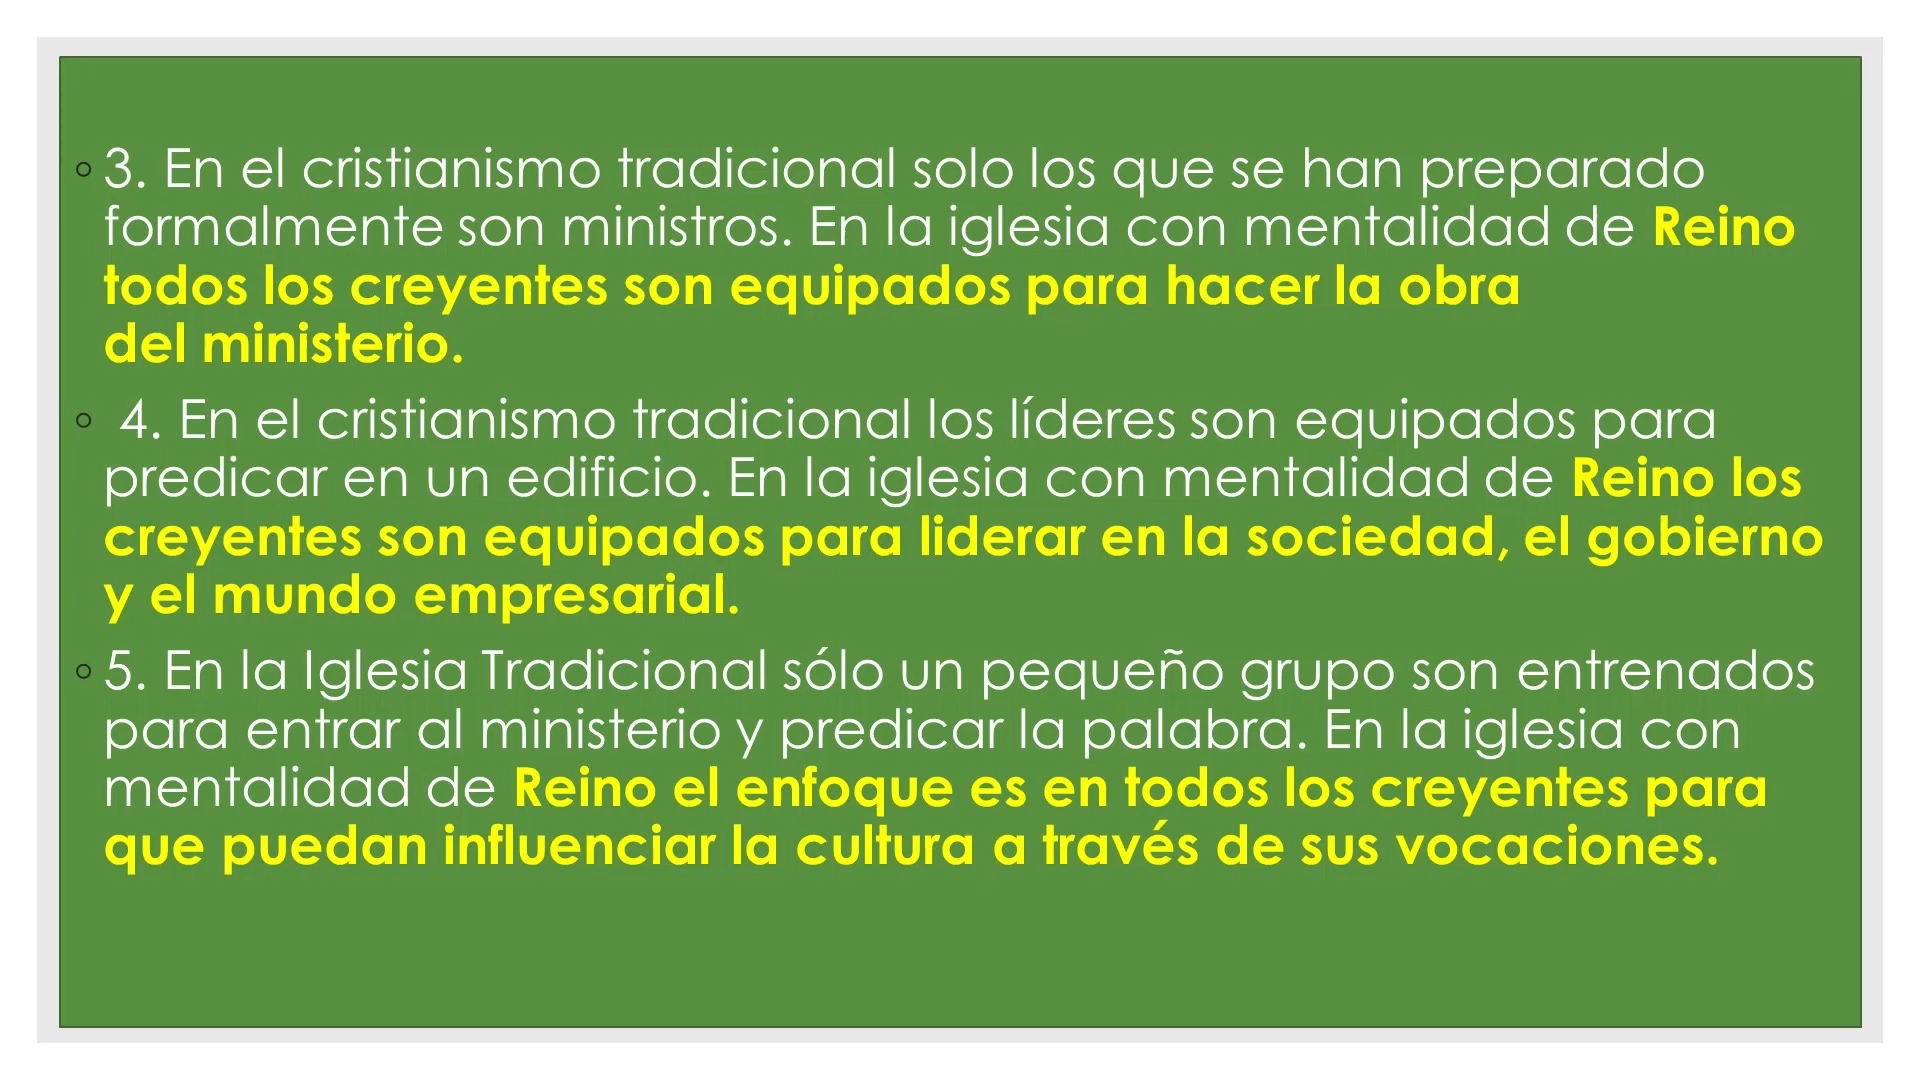 ◦ 3. En el cristianismo tradicional solo los que se han preparado
formalmente son ministros. En la iglesia con mentalidad de Reino
todos los creyentes son equipados para hacer la obra
del ministerio.
◦ 4. En el cristianismo tradicional los líderes son equipados para
predicar en un edificio. En la iglesia con mentalidad de Reino los
creyentes son equipados para liderar en la sociedad, el gobierno
y el mundo empresarial.
◦ 5. En la Iglesia Tradicional sólo un pequeño grupo son entrenados
para entrar al ministerio y predicar la palabra. En la iglesia con
mentalidad de Reino el enfoque es en todos los creyentes para
que puedan influenciar la cultura a través de sus vocaciones.